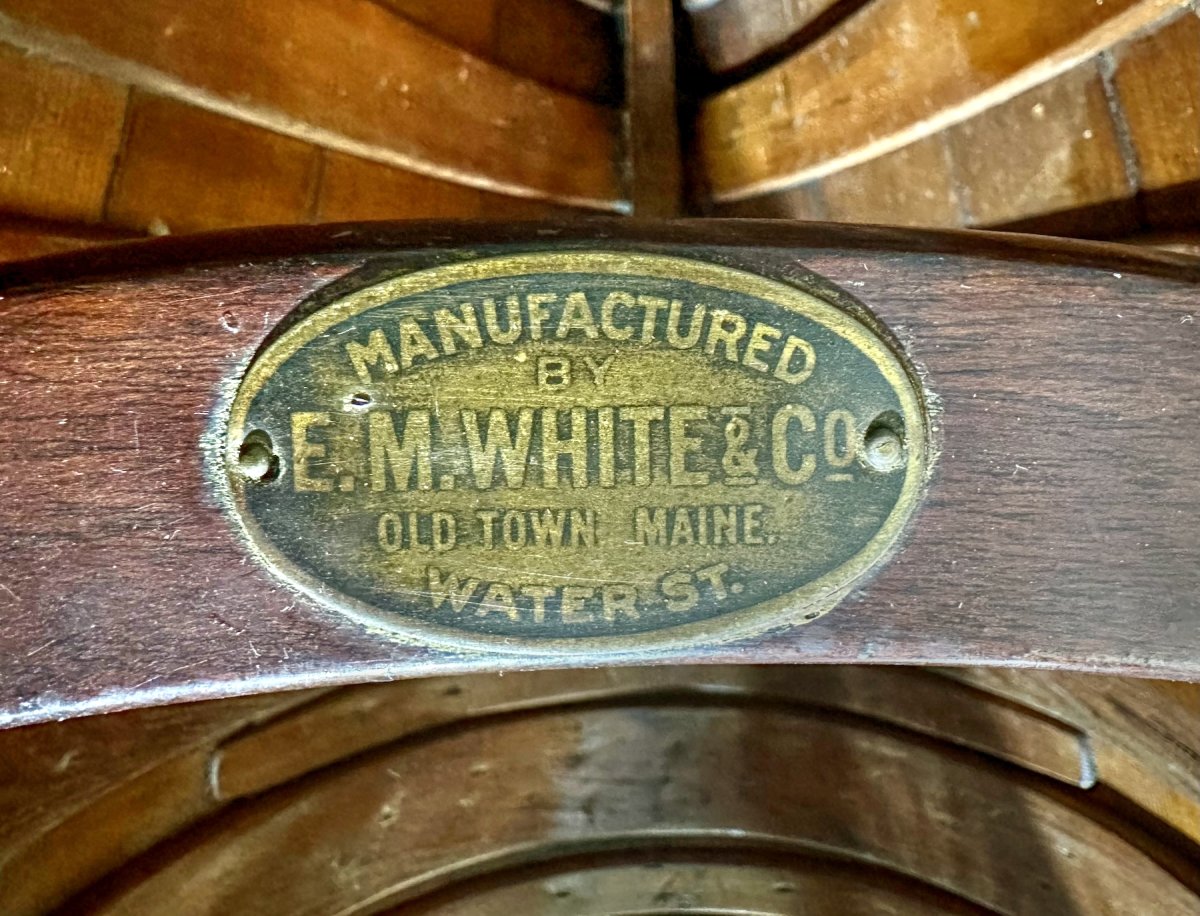 MANUFACTURED
BY
E. M. WHITE & CO
OLD TOWN MAINE.
WATER ST.